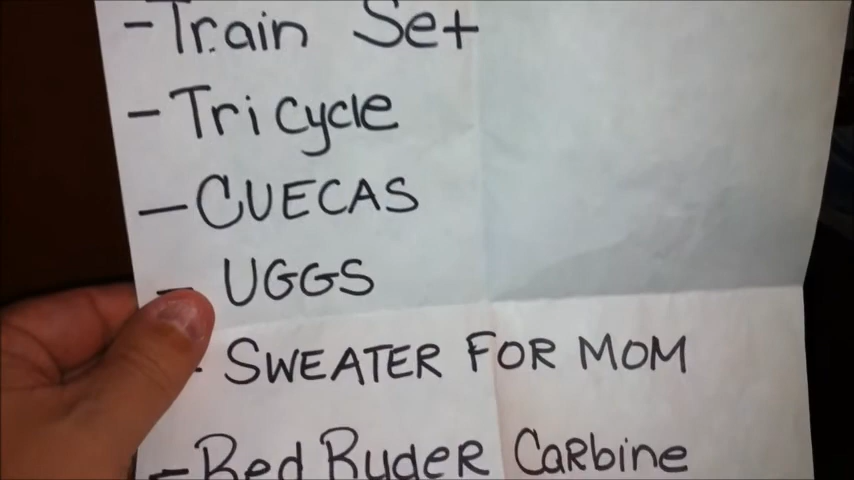 - Train Set
- Tricycle
- CUECAS
- UGGS
- SWEATER FOR MOM
- Red Ryder Carbine